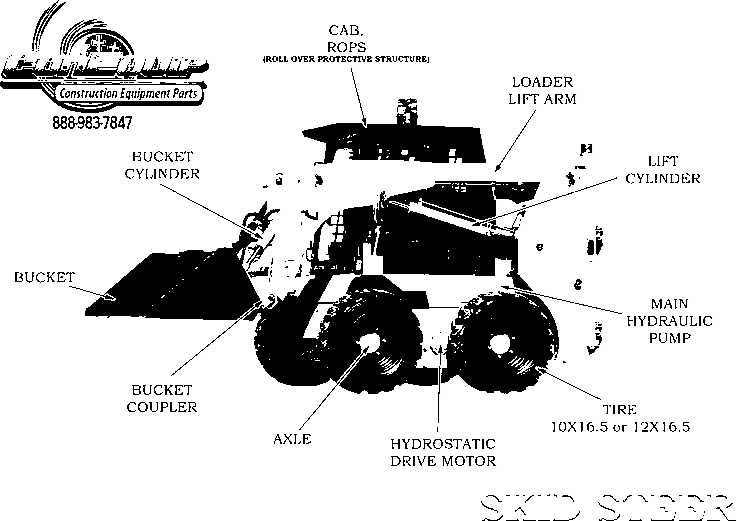 Construction Equipment Parts
888-983-7847
CAB,
ROPS
(ROLL OVER PROTECTIVE STRUCTURE)
LOADER
LIFT ARM
BUCKET
CYLINDER
LIFT
CYLINDER
BUCKET
MAIN
HYDRAULIC
PUMP
BUCKET
COUPLER
TIRE
10X16.5 or 12X16.5
AXLE
HYDROSTATIC
DRIVE MOTOR
SKID STEER